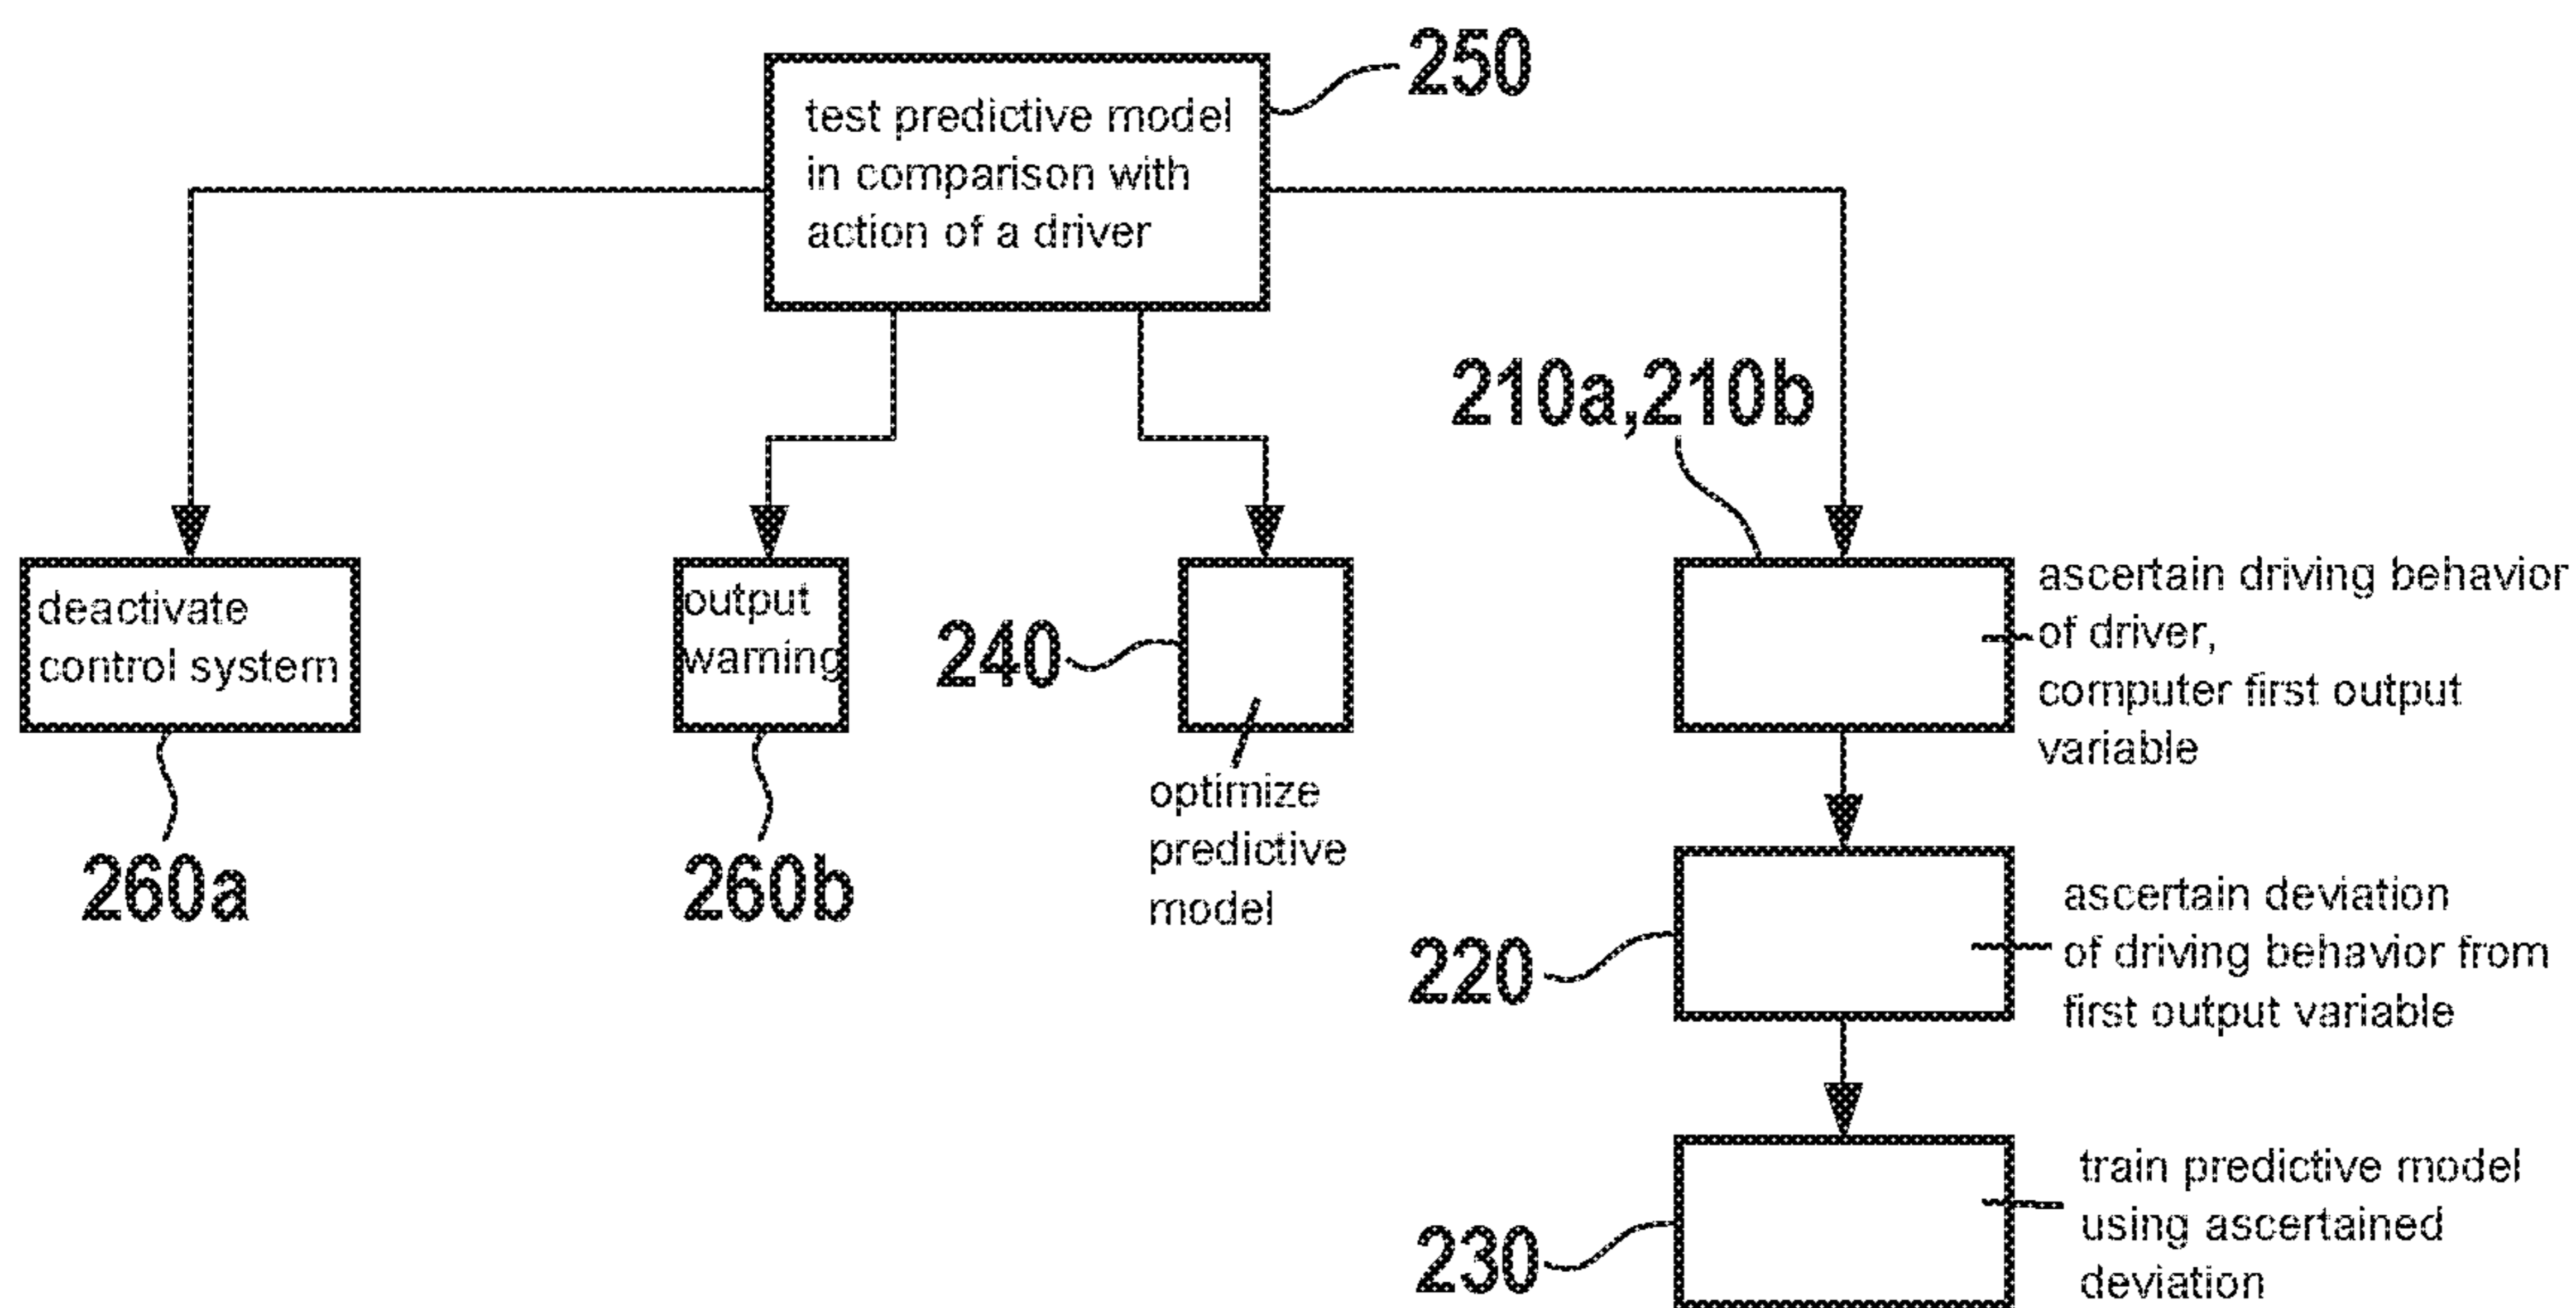 250
test predictive model
in comparison with
action of a driver
210a,210b
deactivate
control system
260a
output
warning
260b
240
optimize
predictive
model
ascertain driving behavior
of driver,
computer first output
variable
220
ascertain deviation
of driving behavior from
first output variable
230
train predictive model
using ascertained
deviation